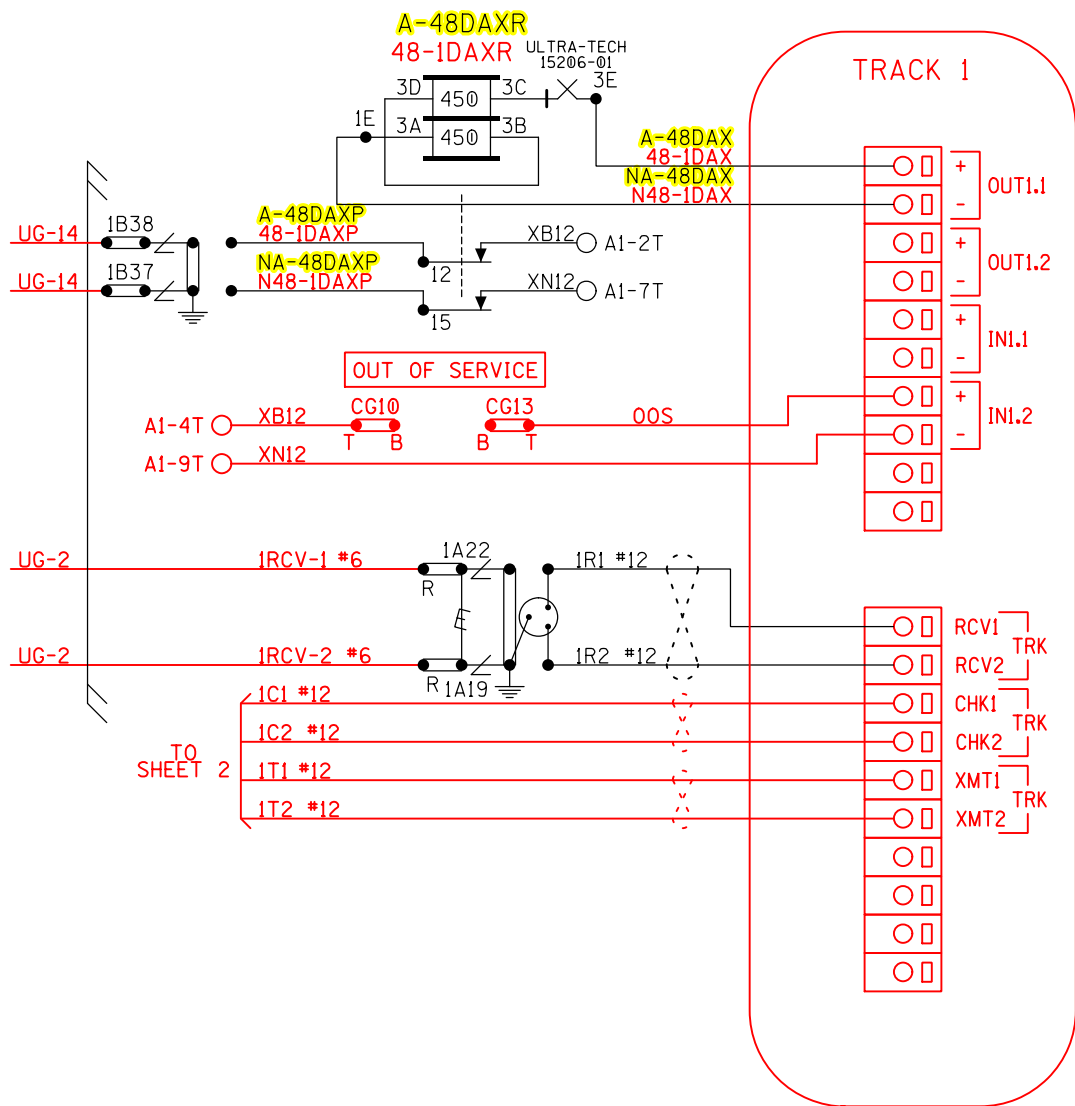 A-48DAXR
48-1DAXR
ULTRA-TECH
15206-01
3D
450
3C
3E
1E
3A
450
3B
TRACK 1
A-48DAX
48-1DAX
NA-48DAX
N48-1DAX
+
-
OUT1.1
UG-14
1B38
A-48DAXP
48-1DAXP
12
XB12
A1-2T
+
-
OUT1.2
UG-14
1B37
NA-48DAXP
N48-1DAXP
15
XN12
A1-7T
+
-
IN1.1
OUT OF SERVICE
A1-4T
XB12
CG10
T
B
CG13
B
T
OOS
+
-
IN1.2
A1-9T
XN12
UG-2
1RCV-1 #6
1A22
R
E
1R1 #12
RCV1
TRK
UG-2
1RCV-2 #6
R
1A19
1R2 #12
RCV2
1C1 #12
CHK1
TRK
1C2 #12
CHK2
TO
SHEET 2
1T1 #12
XMT1
TRK
1T2 #12
XMT2